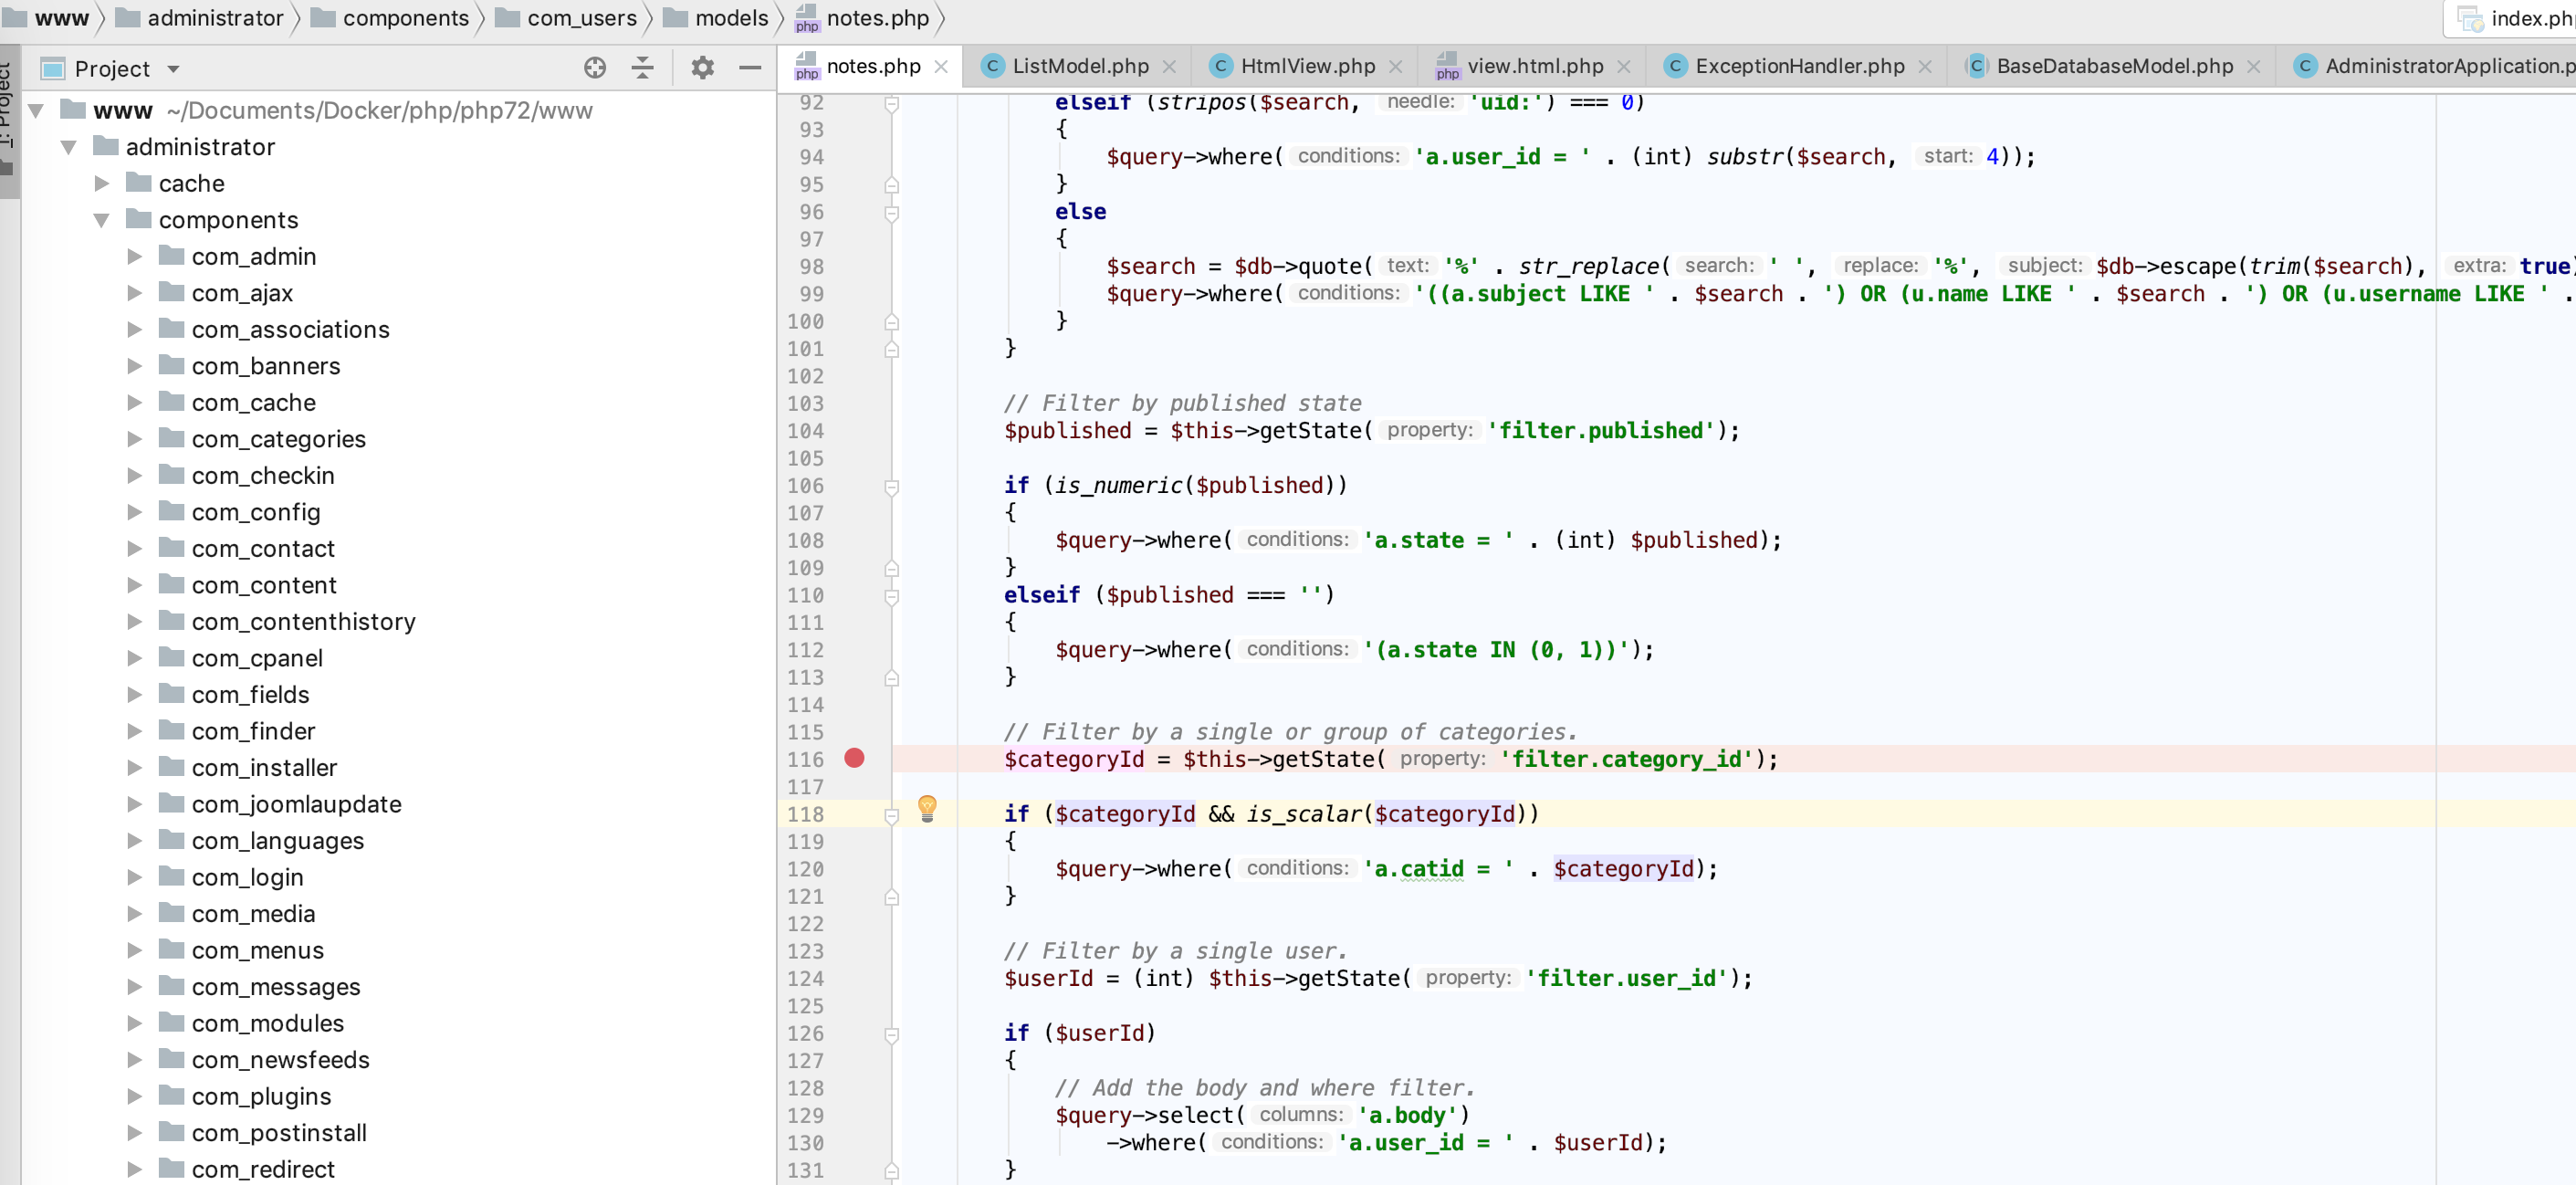 www administrator components com_users models notes.php
index.ph
1: Project
Project
www ~/Documents/Docker/php/php72/www
administrator
cache
components
com_admin
com_ajax
com_associations
com_banners
com_cache
com_categories
com_checkin
com_config
com_contact
com_content
com_contenthistory
com_cpanel
com_fields
com_finder
com_installer
com_joomlaupdate
com_languages
com_login
com_media
com_menus
com_messages
com_modules
com_newsfeeds
com_plugins
com_postinstall
com_redirect
notes.php ListModel.php HtmlView.php view.html.php ExceptionHandler.php BaseDatabaseModel.php AdministratorApplication.p
92 elseif (stripos($search, needle: 'uid:') === 0)
93 {
94 $query->where( conditions: 'a.user_id = ' . (int) substr($search, start: 4));
95 }
96 else
97 {
98 $search = $db->quote( text: '%' . str_replace( search: ' ', replace: '%', subject: $db->escape(trim($search), extra: true)
99 $query->where( conditions: '((a.subject LIKE ' . $search . ') OR (u.name LIKE ' . $search . ') OR (u.username LIKE ' .
100 }
101 }
102
103 // Filter by published state
104 $published = $this->getState( property: 'filter.published');
105
106 if (is_numeric($published))
107 {
108 $query->where( conditions: 'a.state = ' . (int) $published);
109 }
110 elseif ($published === '')
111 {
112 $query->where( conditions: '(a.state IN (0, 1))');
113 }
114
115 // Filter by a single or group of categories.
116 $categoryId = $this->getState( property: 'filter.category_id');
117
118 if ($categoryId && is_scalar($categoryId))
119 {
120 $query->where( conditions: 'a.catid = ' . $categoryId);
121 }
122
123 // Filter by a single user.
124 $userId = (int) $this->getState( property: 'filter.user_id');
125
126 if ($userId)
127 {
128 // Add the body and where filter.
129 $query->select( columns: 'a.body')
130 ->where( conditions: 'a.user_id = ' . $userId);
131 }